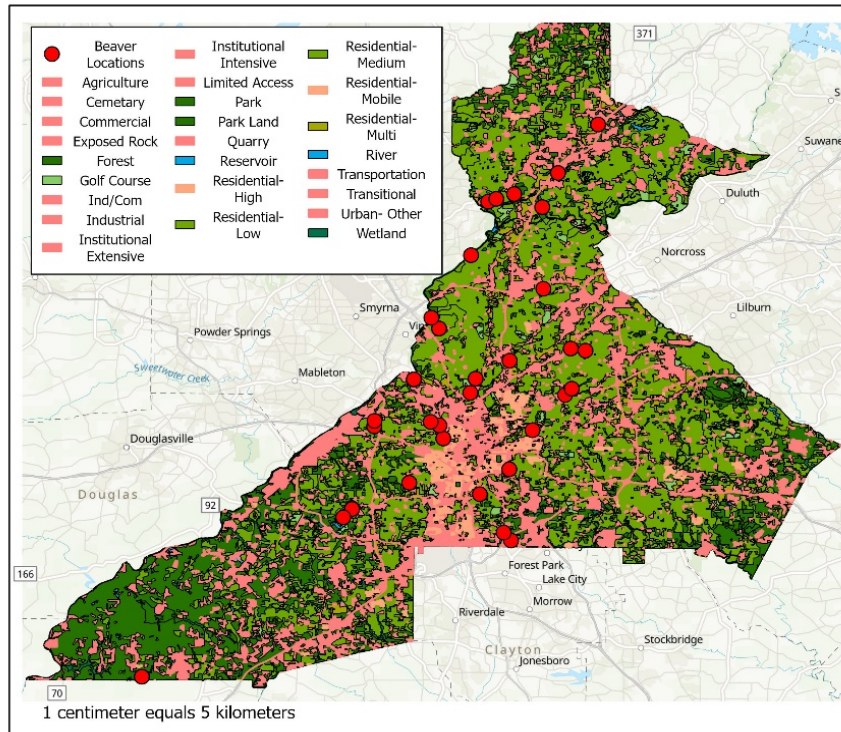 371
Beaver
Locations
Agriculture
Cemetary
Commercial
Exposed Rock
Forest
Golf Course
Ind/Com
Industrial
Institutional
Extensive
Institutional
Intensive
Limited Access
Park
Park Land
Quarry
Reservoir
Residential-
High
Residential-
Low
Residential-
Medium
Residential-
Mobile
Residential-
Multi
River
Transportation
Transitional
Urban- Other
Wetland
Suwane
Duluth
Norcross
Lilburn
Smyrna
Powder Springs
Sweetwater Creek
Mableton
Douglasville
Douglas
92
166
Forest Park
Lake City
Morrow
Riverdale
Clayton
Stockbridge
Jonesboro
70
1 centimeter equals 5 kilometers